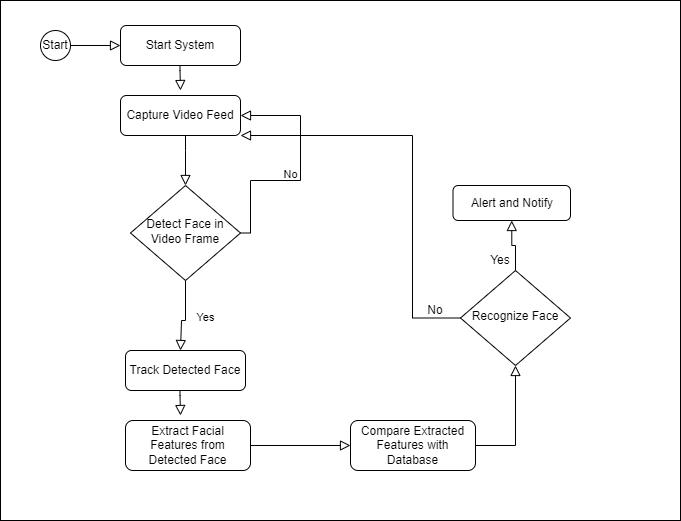 Start
Start System
Capture Video Feed
No
Detect Face in
Video Frame
Yes
Track Detected Face
Extract Facial
Features from
Detected Face
Compare Extracted
Features with
Database
Recognize Face
No
Yes
Alert and Notify